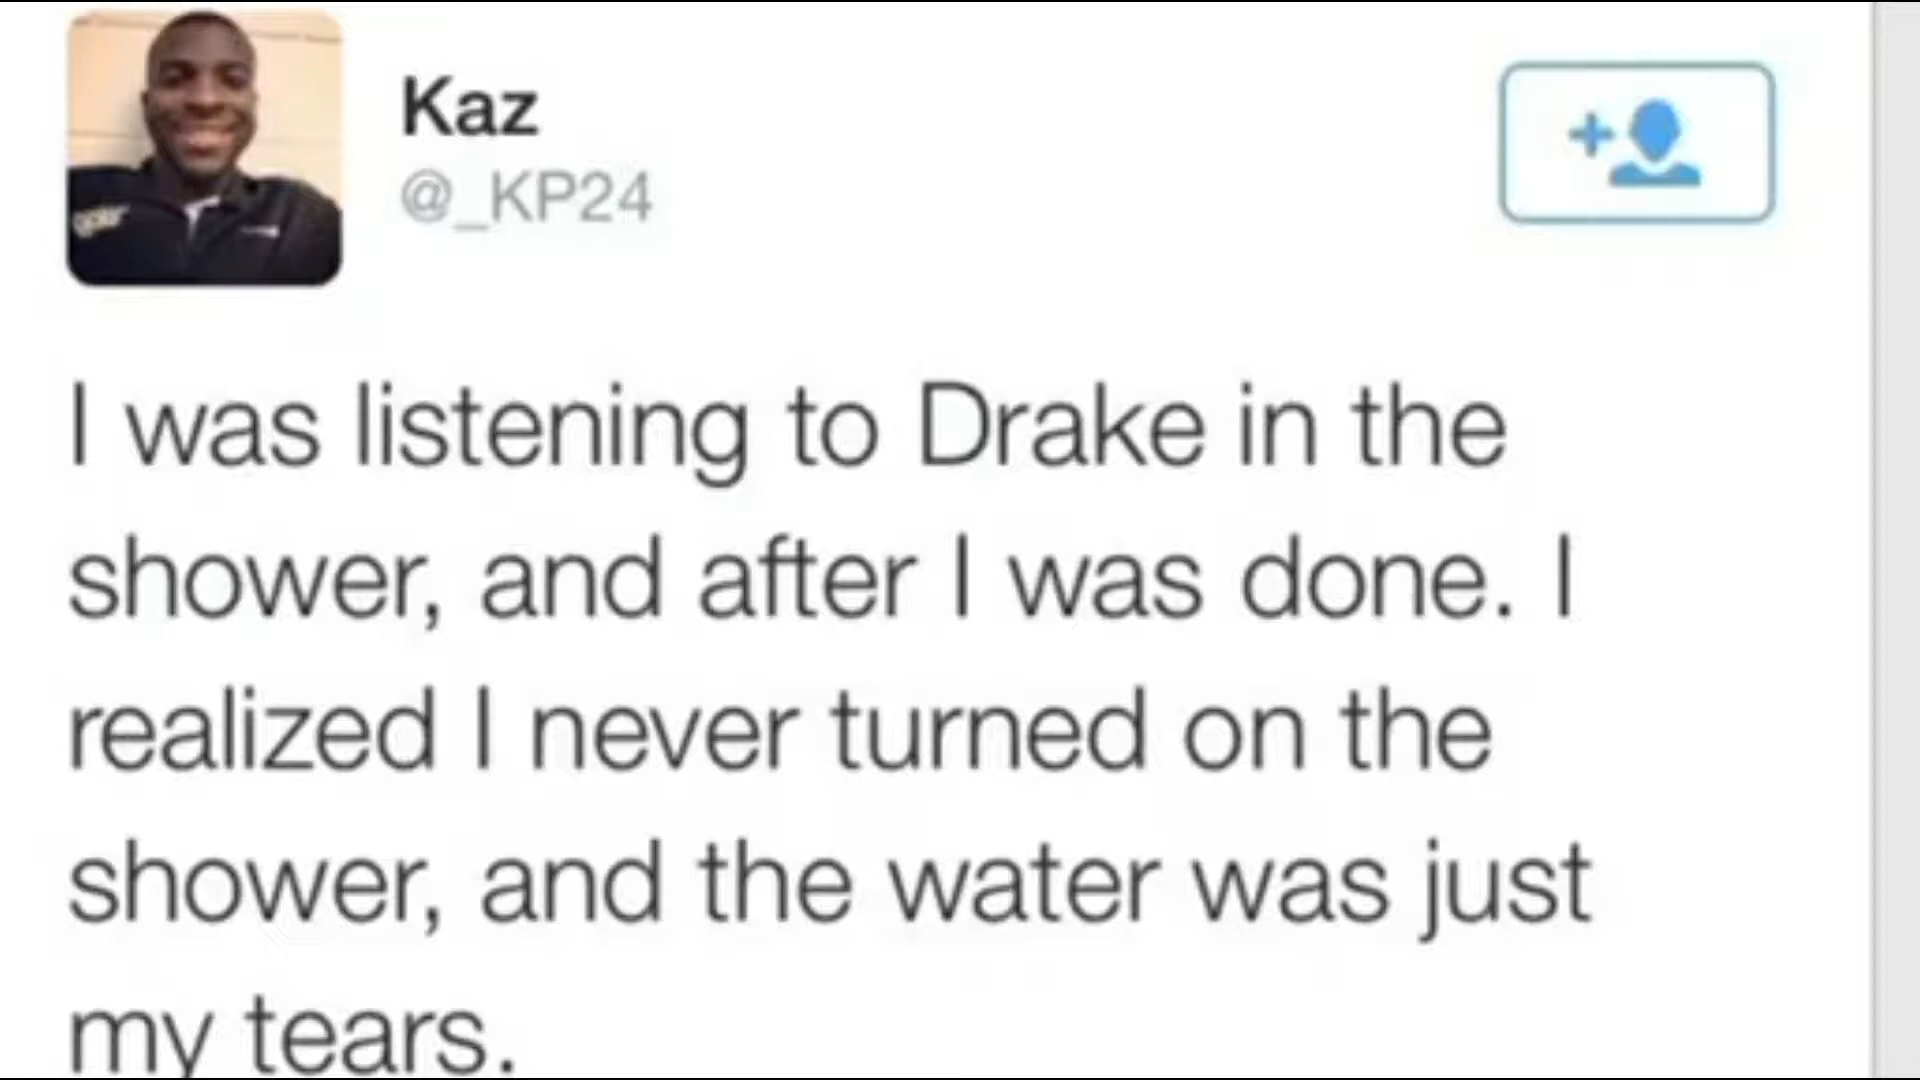 Kaz
@_KP24
I was listening to Drake in the
shower, and after I was done. I
realized I never turned on the
shower, and the water was just
my tears.